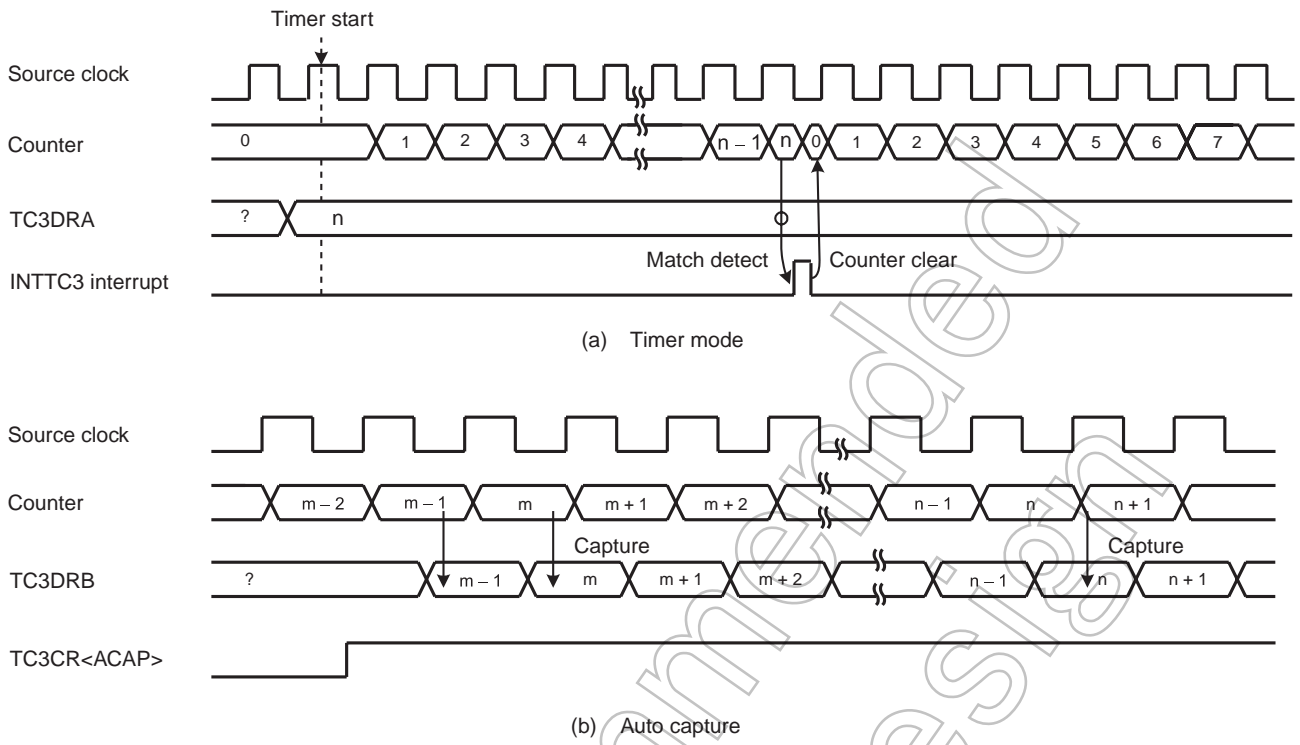 Timer start
Source clock
Counter 0 1 2 3 4 n – 1 n 0 1 2 3 4 5 6 7
TC3DRA ? n
Match detect Counter clear
INTTC3 interrupt
(a) Timer mode
Source clock
Counter m – 2 m – 1 m m + 1 m + 2 n – 1 n n + 1
Capture Capture
TC3DRB ? m – 1 m m + 1 m + 2 n – 1 n n + 1
TC3CR<ACAP>
(b) Auto capture